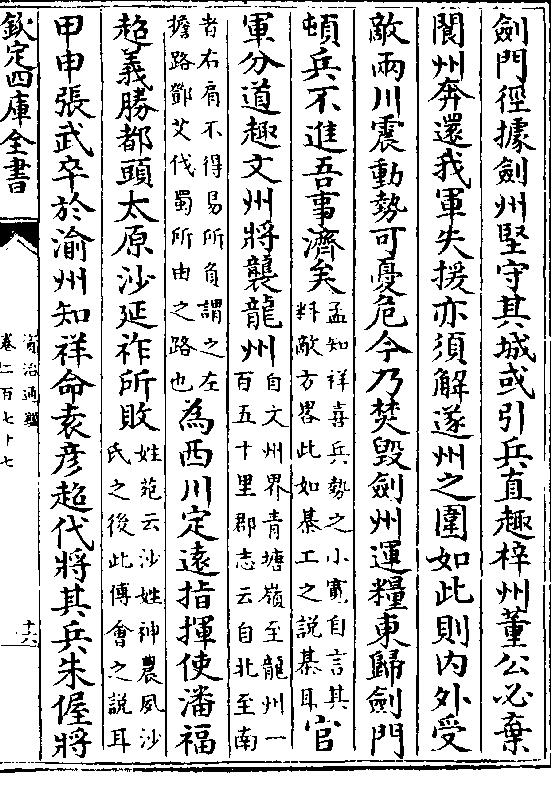 劍門徑據劍州堅守其城或引兵直趣梓州董公必棄
閬州奔還我軍失援亦須解遂州之圍如此則內外受
敵兩川震動勢可憂危今乃焚毁劍州運糧東歸劍門
頓兵不進吾事濟矣孟知祥喜兵勢之小寛自言其料敵方畧此如棊工之說棊耳官
軍分道趣文州將襲龍州自文州界青塘嶺至龍州一百五十里郡志云自北至南
者右肩不得易所負謂之左擔路鄧艾伐蜀所由之路也為西川定遠指揮使潘福
超義勝都頭太原沙延祚所敗姓苑云沙姓神農夙沙氏之後此傅會之說耳
甲申張武卒於渝州知祥命袁彦超代將其兵朱偓將
欽定四庫全書
資治通鑑
卷二百七十七
十六